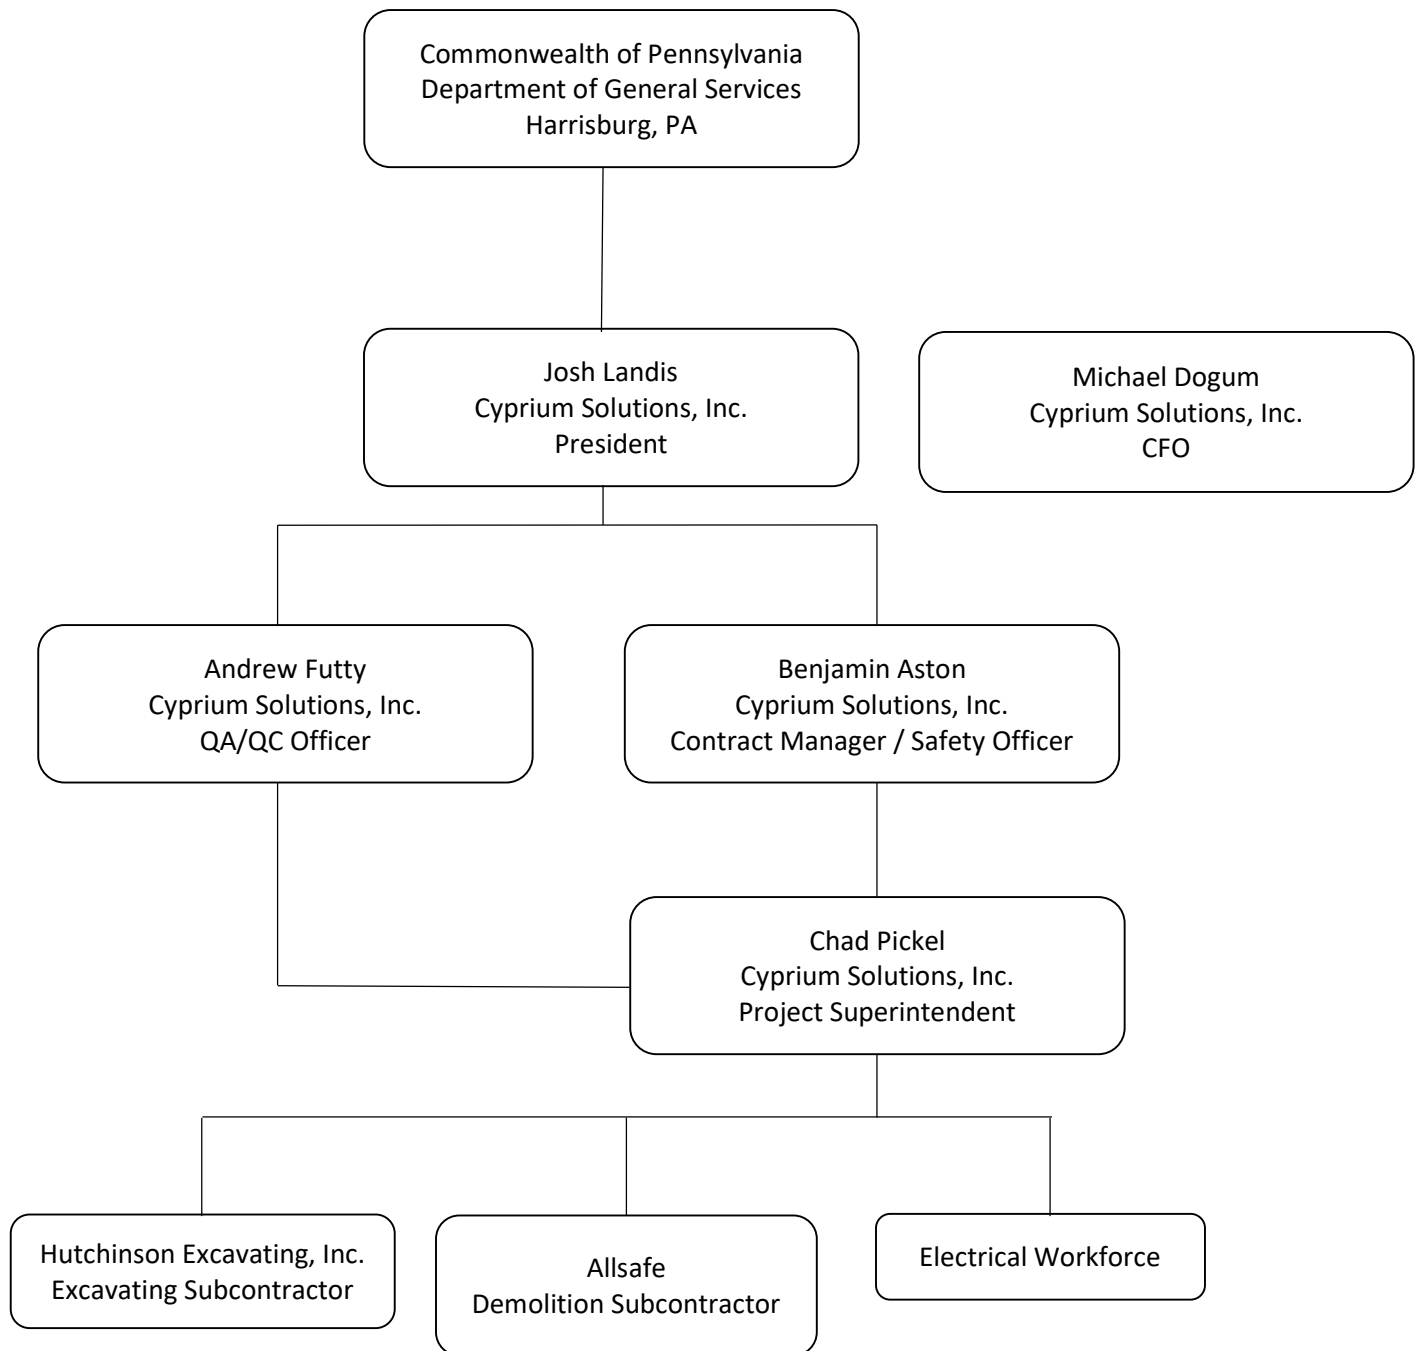 Commonwealth of Pennsylvania
Department of General Services
Harrisburg, PA
Josh Landis
Cyprium Solutions, Inc.
President
Michael Dogum
Cyprium Solutions, Inc.
CFO
Andrew Futty
Cyprium Solutions, Inc.
QA/QC Officer
Benjamin Aston
Cyprium Solutions, Inc.
Contract Manager / Safety Officer
Chad Pickel
Cyprium Solutions, Inc.
Project Superintendent
Hutchinson Excavating, Inc.
Excavating Subcontractor
Allsafe
Demolition Subcontractor
Electrical Workforce